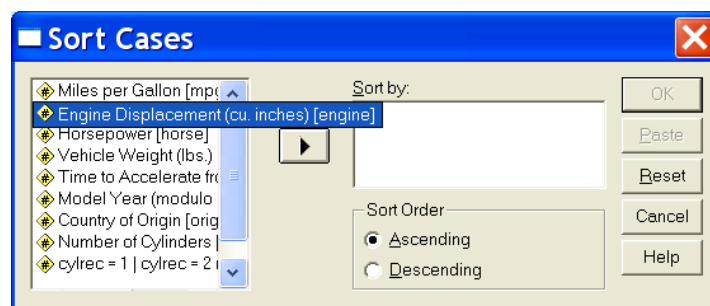 Sort Cases
Miles per Gallon [mpg
Engine Displacement (cu. inches) [engine]
Horsepower [horse]
Vehicle Weight (lbs.)
Time to Accelerate fr
Model Year (modulo
Country of Origin [orig
Number of Cylinders [
cylrec = 1 | cylrec = 2
Sort by:
Sort Order
Ascending
Descending
OK
Paste
Reset
Cancel
Help